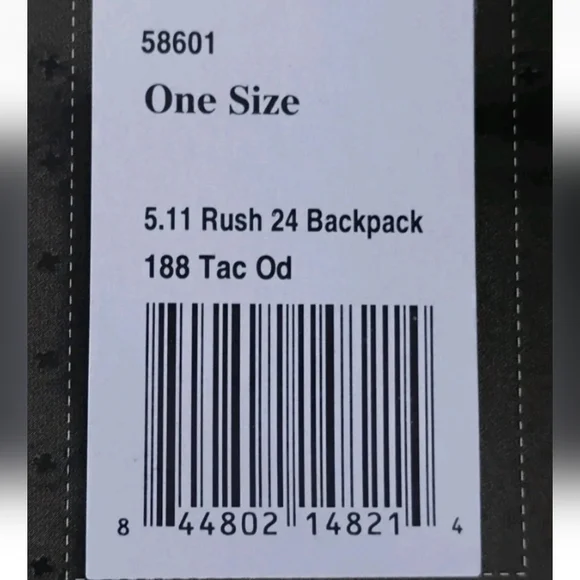 58601
One Size
5.11 Rush 24 Backpack
188 Tac Od
8 44802 14821 4